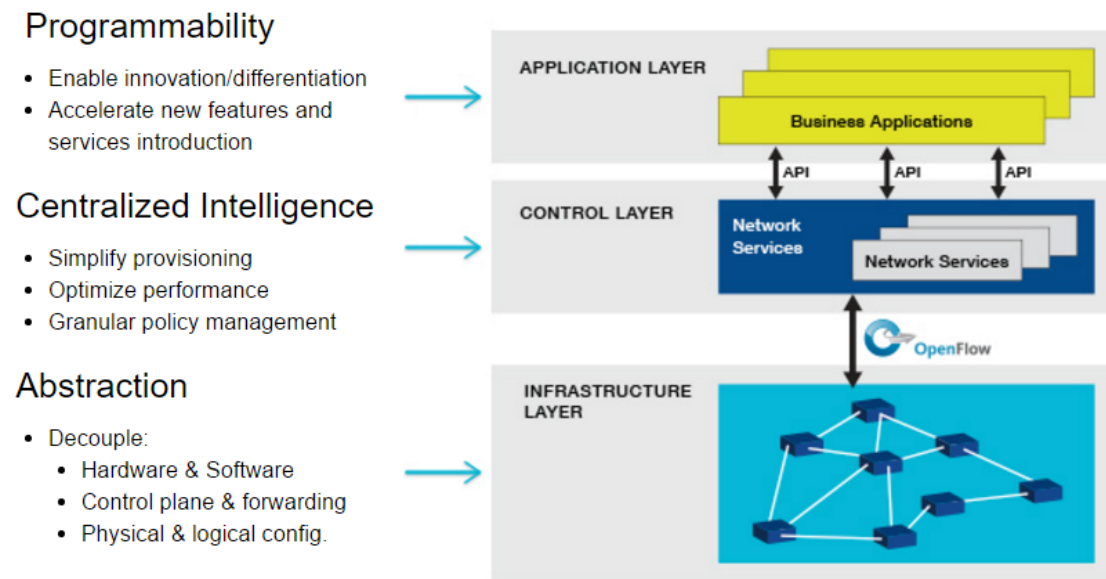 Programmability
Enable innovation/differentiation
Accelerate new features and
services introduction
Centralized Intelligence
Simplify provisioning
Optimize performance
Granular policy management
Abstraction
Decouple:
Hardware & Software
Control plane & forwarding
Physical & logical config.
APPLICATION LAYER
Business Applications
API
API
API
CONTROL LAYER
Network
Services
Network Services
OpenFlow
INFRASTRUCTURE
LAYER